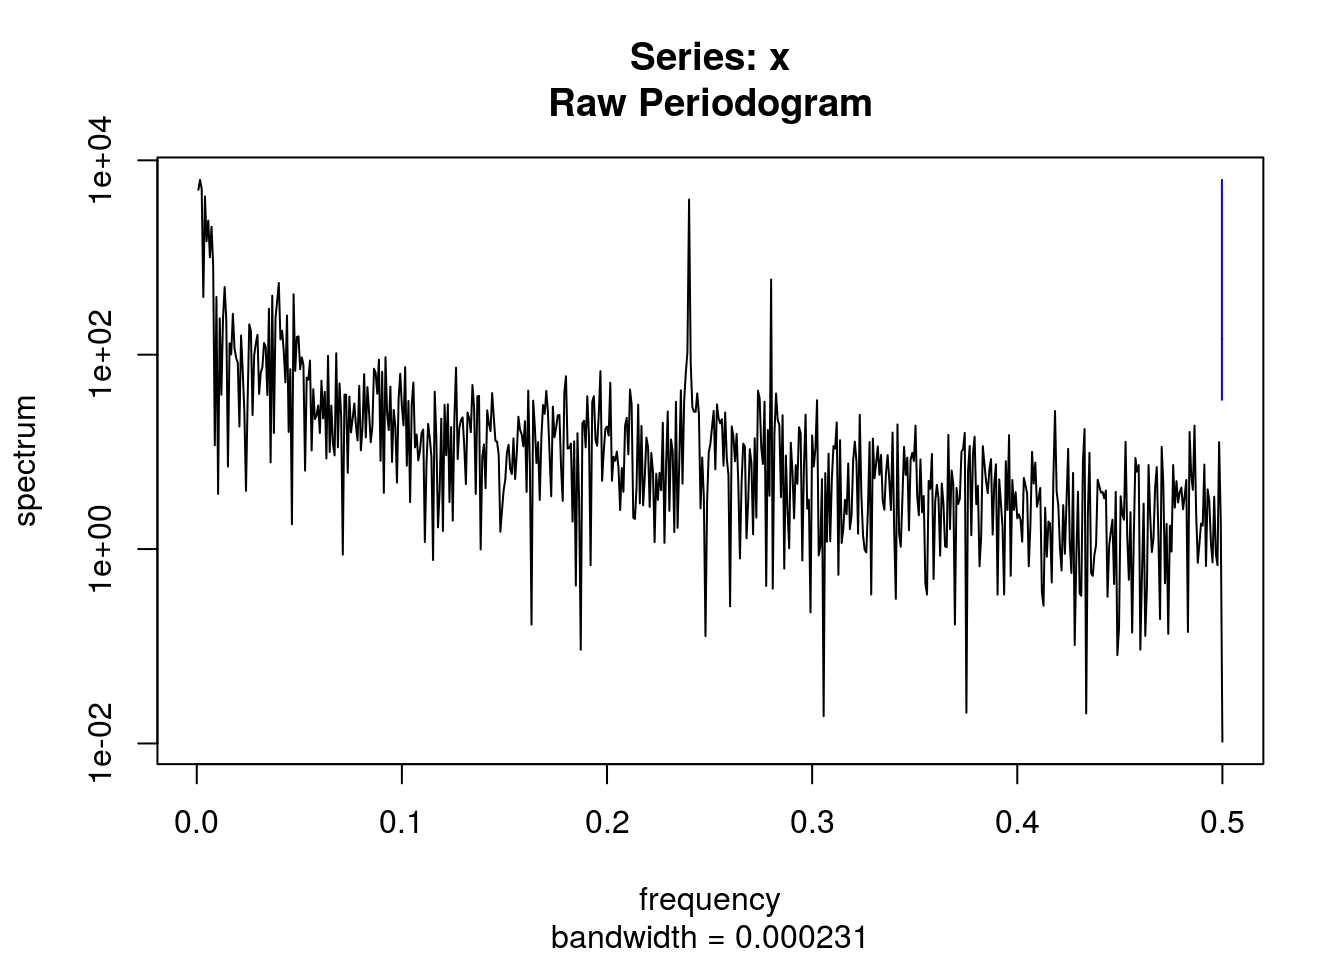 Series: x
Raw Periodogram
1e+04
1e+02
1e+00
1e-02
spectrum
0.0 0.1 0.2 0.3 0.4 0.5
frequency
bandwidth = 0.000231